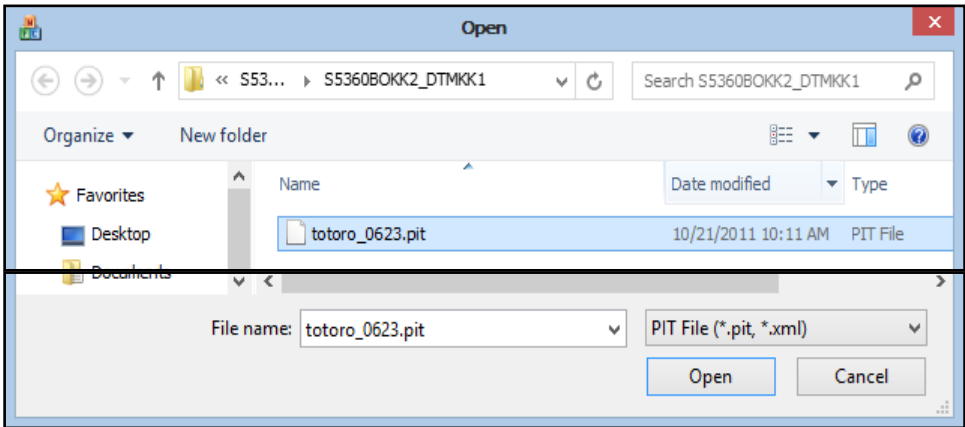 Open
« S53... S5360BOKK2_DTMKK1 Search S5360BOKK2_DTMKK1
Organize New folder
Name Date modified Type
Favorites
Desktop
totoro_0623.pit 10/21/2011 10:11 AM PIT File
Documents
File name: totoro_0623.pit PIT File (*.pit, *.xml)
Open Cancel